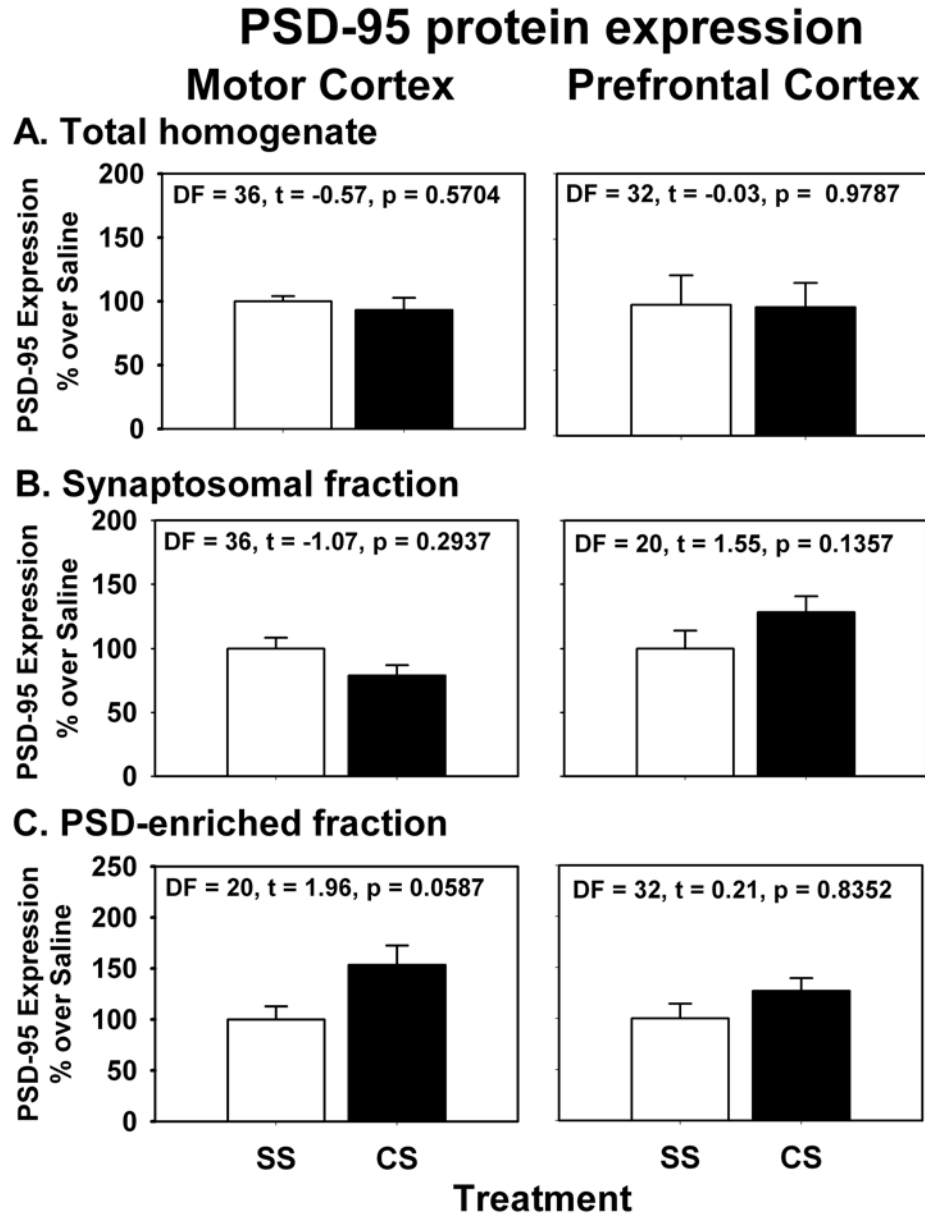 PSD-95 protein expression
Motor Cortex Prefrontal Cortex
A. Total homogenate
PSD-95 Expression
% over Saline
200
150
100
50
0
DF = 36, t = -0.57, p = 0.5704
DF = 32, t = -0.03, p = 0.9787
B. Synaptosomal fraction
PSD-95 Expression
% over Saline
200
150
100
50
0
DF = 36, t = -1.07, p = 0.2937
DF = 20, t = 1.55, p = 0.1357
C. PSD-enriched fraction
PSD-95 Expression
% over Saline
250
200
150
100
50
0
DF = 20, t = 1.96, p = 0.0587
DF = 32, t = 0.21, p = 0.8352
SS CS SS CS
Treatment